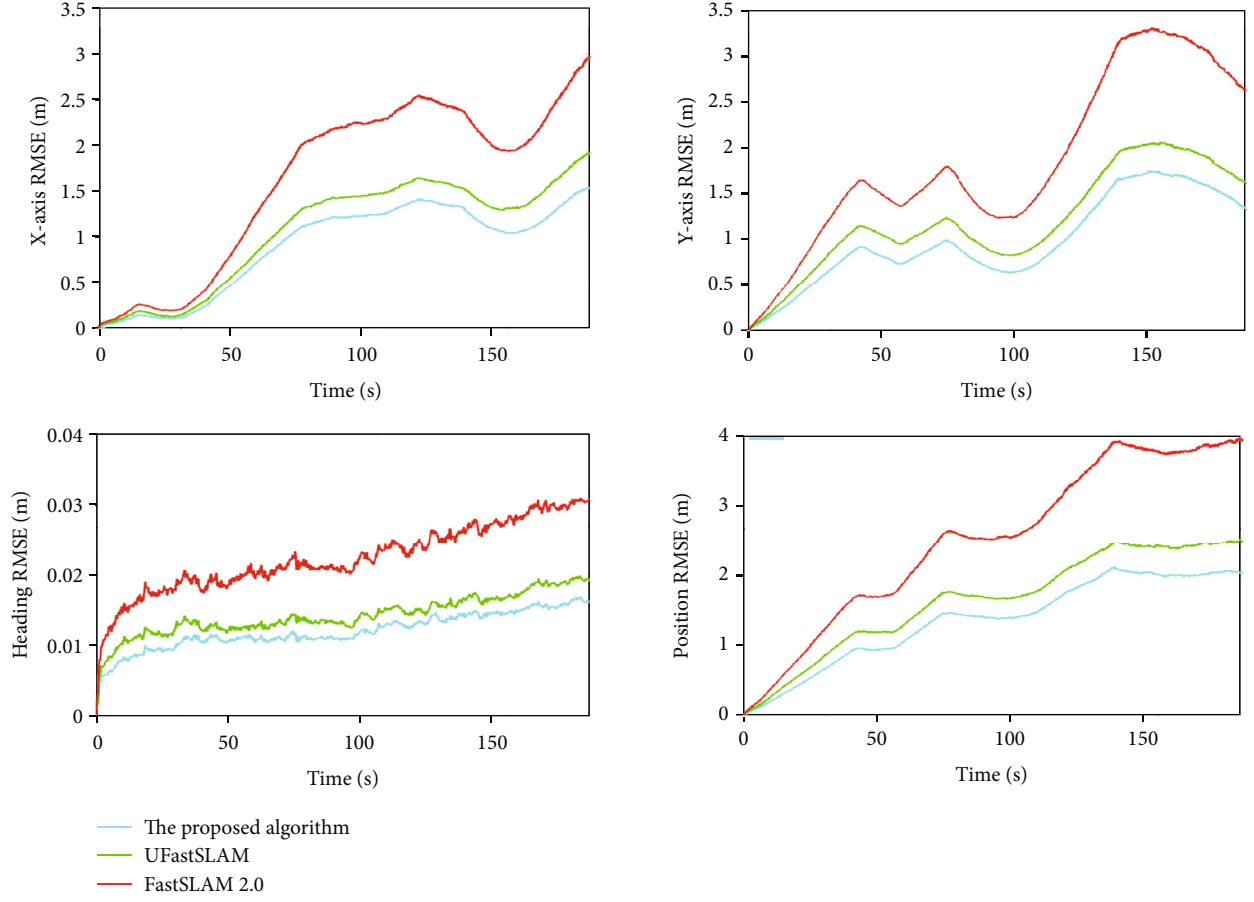 3.5
3
2.5
2
1.5
1
0.5
0
X-axis RMSE (m)
0 50 100 150
Time (s)
3.5
3
2.5
2
1.5
1
0.5
0
Y-axis RMSE (m)
0 50 100 150
Time (s)
0.04
0.03
0.02
0.01
0
Heading RMSE (m)
0 50 100 150
Time (s)
4
3
2
1
0
Position RMSE (m)
0 50 100 150
Time (s)
The proposed algorithm
UFastSLAM
FastSLAM 2.0